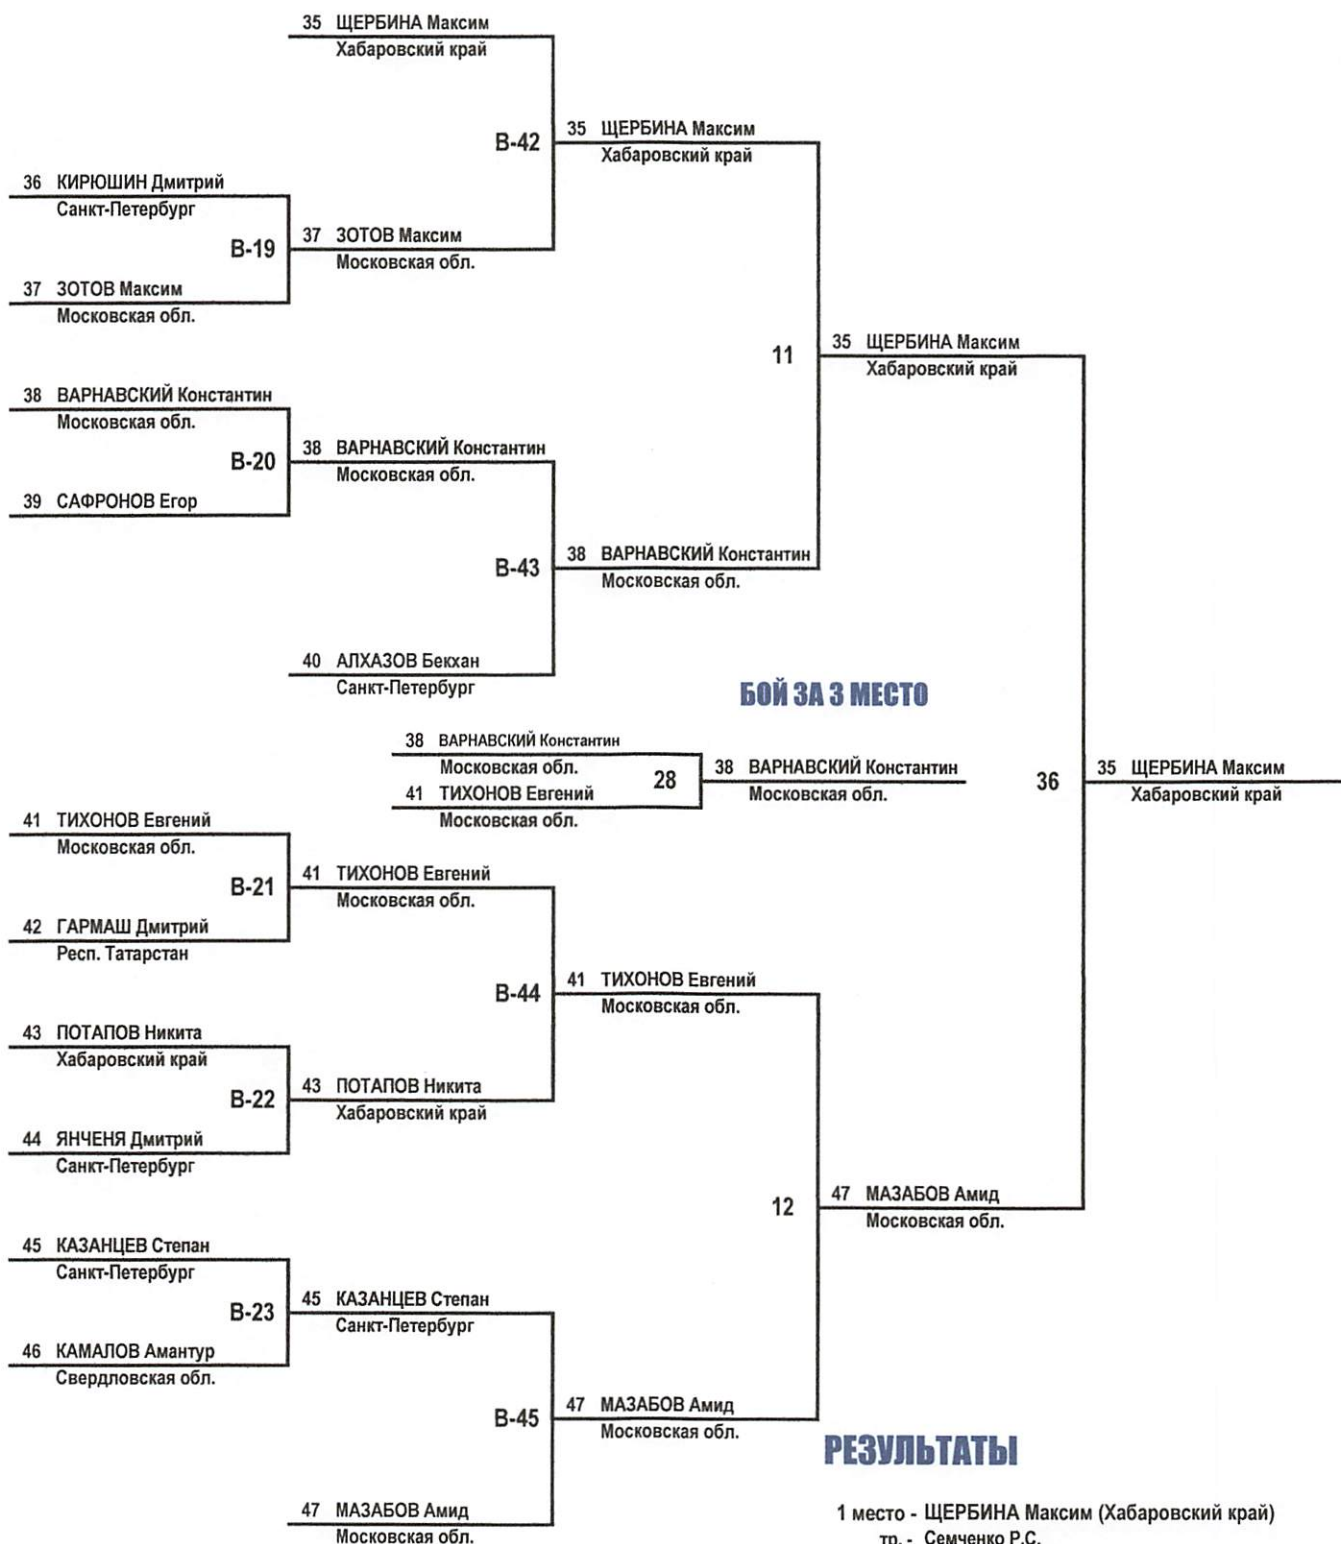 35 ЩЕРБИНА Максим
Хабаровский край
В-42
35 ЩЕРБИНА Максим
Хабаровский край
36 КИРЮШИН Дмитрий
Санкт-Петербург
В-19
37 ЗОТОВ Максим
Московская обл.
37 ЗОТОВ Максим
Московская обл.
11
35 ЩЕРБИНА Максим
Хабаровский край
38 ВАРНАВСКИЙ Константин
Московская обл.
В-20
38 ВАРНАВСКИЙ Константин
Московская обл.
39 САФРОНОВ Егор
В-43
38 ВАРНАВСКИЙ Константин
Московская обл.
40 АЛХАЗОВ Бекхан
Санкт-Петербург
БОЙ ЗА 3 МЕСТО
38 ВАРНАВСКИЙ Константин
Московская обл.
28
38 ВАРНАВСКИЙ Константин
Московская обл.
41 ТИХОНОВ Евгений
Московская обл.
36
35 ЩЕРБИНА Максим
Хабаровский край
41 ТИХОНОВ Евгений
Московская обл.
В-21
41 ТИХОНОВ Евгений
Московская обл.
42 ГАРМАШ Дмитрий
Респ. Татарстан
В-44
41 ТИХОНОВ Евгений
Московская обл.
43 ПОТАПОВ Никита
Хабаровский край
В-22
43 ПОТАПОВ Никита
Хабаровский край
44 ЯНЧЕНЯ Дмитрий
Санкт-Петербург
12
47 МАЗАБОВ Амид
Московская обл.
45 КАЗАНЦЕВ Степан
Санкт-Петербург
В-23
45 КАЗАНЦЕВ Степан
Санкт-Петербург
46 КАМАЛОВ Амантур
Свердловская обл.
В-45
47 МАЗАБОВ Амид
Московская обл.
47 МАЗАБОВ Амид
Московская обл.
РЕЗУЛЬТАТЫ
1 место - ЩЕРБИНА Максим (Хабаровский край)
тр. - Семченко Р.С.